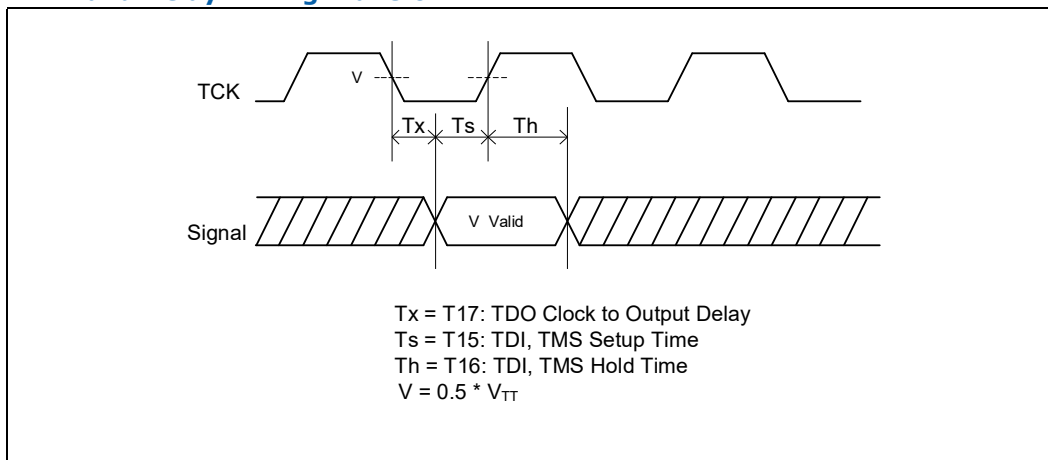 V
TCK
Tx Ts Th
Signal
V Valid
Tx = T17: TDO Clock to Output Delay
Ts = T15: TDI, TMS Setup Time
Th = T16: TDI, TMS Hold Time
V = 0.5 * VTT